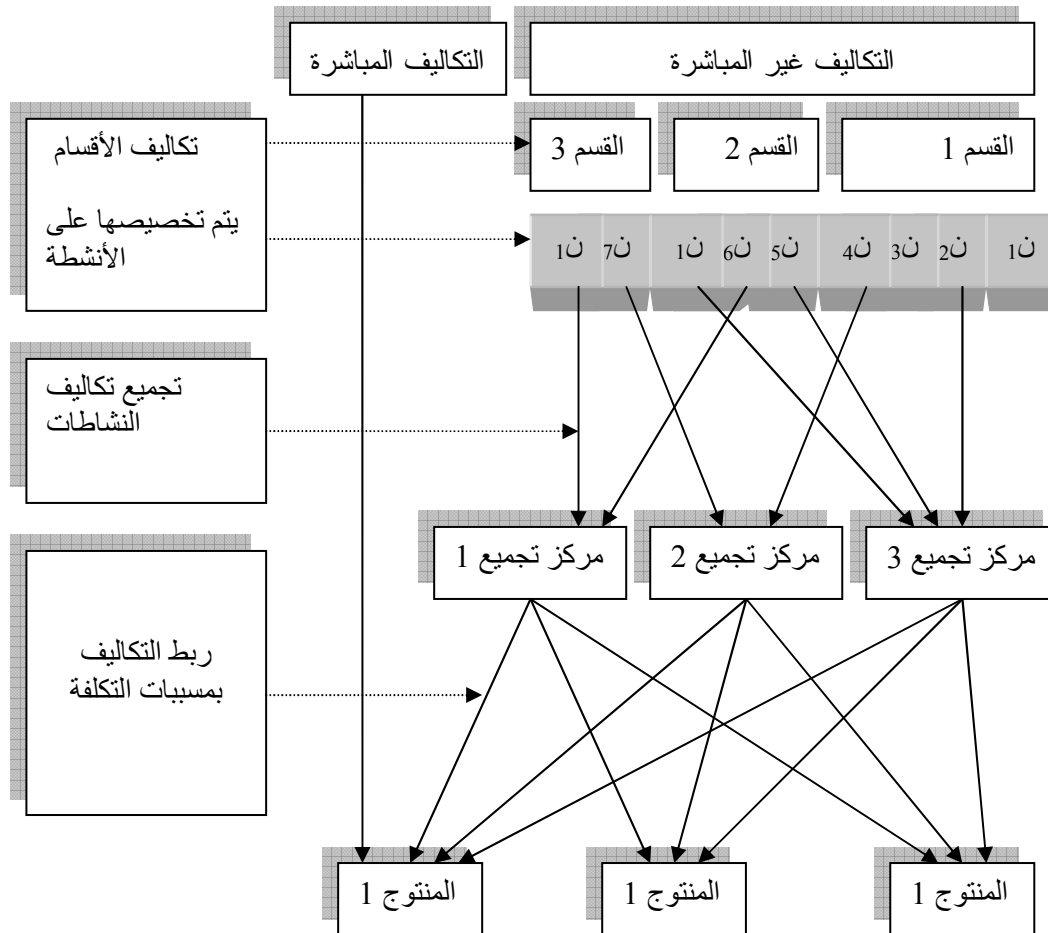 التكاليف غير المباشرة
التكاليف المباشرة
القسم 1
القسم 2
القسم 3
تكاليف الأقسام
يتم تخصيصها على
الأنشطة
ن1
ن2
ن3
ن4
ن5
ن6
ن1
ن7
ن1
تجميع تكاليف
النشاطات
مركز تجميع 3
مركز تجميع 2
مركز تجميع 1
ربط التكاليف
بمسببات التكلفة
المنتوج 1
المنتوج 1
المنتوج 1